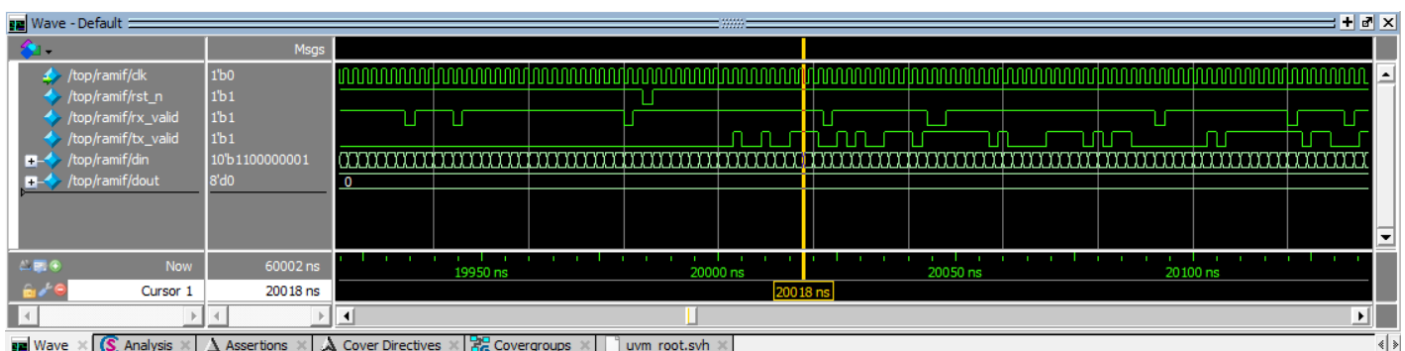 Wave - Default
Msgs
/top/ramif/clk 1'b0
/top/ramif/rst_n 1'b1
/top/ramif/rx_valid 1'b1
/top/ramif/tx_valid 1'b1
/top/ramif/din 10'b1100000001
/top/ramif/dout 8'd0 0
Now 60002 ns 19950 ns 20000 ns 20050 ns 20100 ns
Cursor 1 20018 ns 20018 ns
Wave Analysis Assertions Cover Directives Covergroups uvm_root.svh